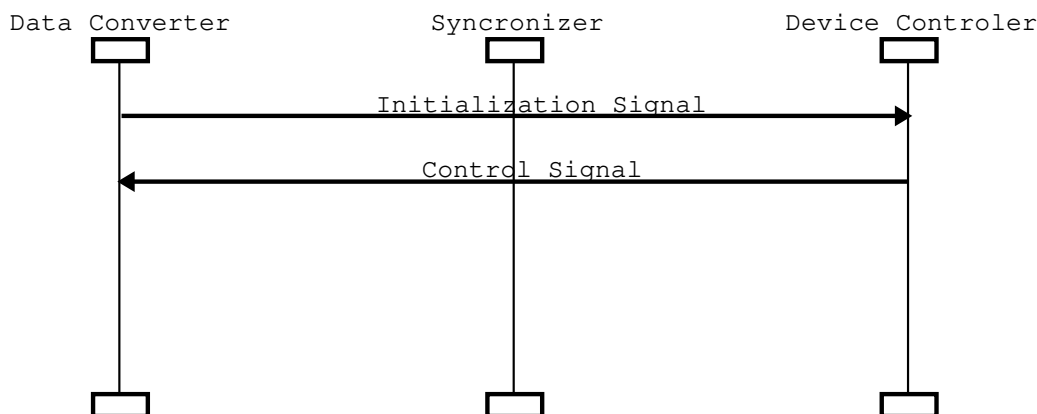 Data Converter Syncronizer Device Controler
Initialization Signal
Control Signal